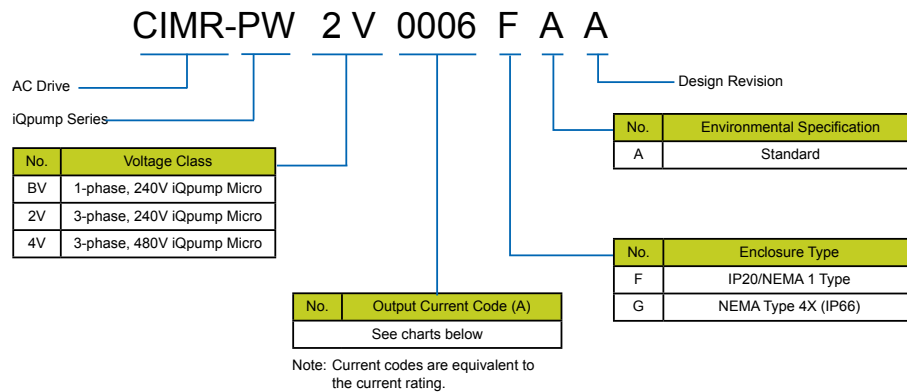 CIMR-PW 2 V 0006 F A A
AC Drive
Design Revision
iQpump Series
No. Environmental Specification
A Standard
No. Voltage Class
BV 1-phase, 240V iQpump Micro
2V 3-phase, 240V iQpump Micro
4V 3-phase, 480V iQpump Micro
No. Enclosure Type
F IP20/NEMA 1 Type
G NEMA Type 4X (IP66)
No. Output Current Code (A)
See charts below
Note: Current codes are equivalent to
the current rating.